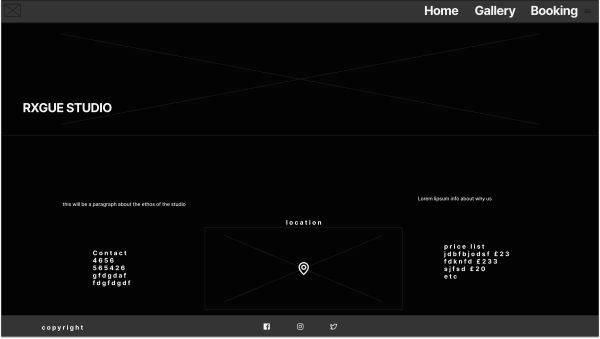 Home Gallery Booking
RXGUE STUDIO
this will be a paragraph about the ethos of the studio
Lorem lipsum info about why us
location
Contact
4656
565426
gfdgdaf
fdgfdgdf
price list
jdbfbjodsf £23
fdknfd £233
sjfsd £20
etc
copyright